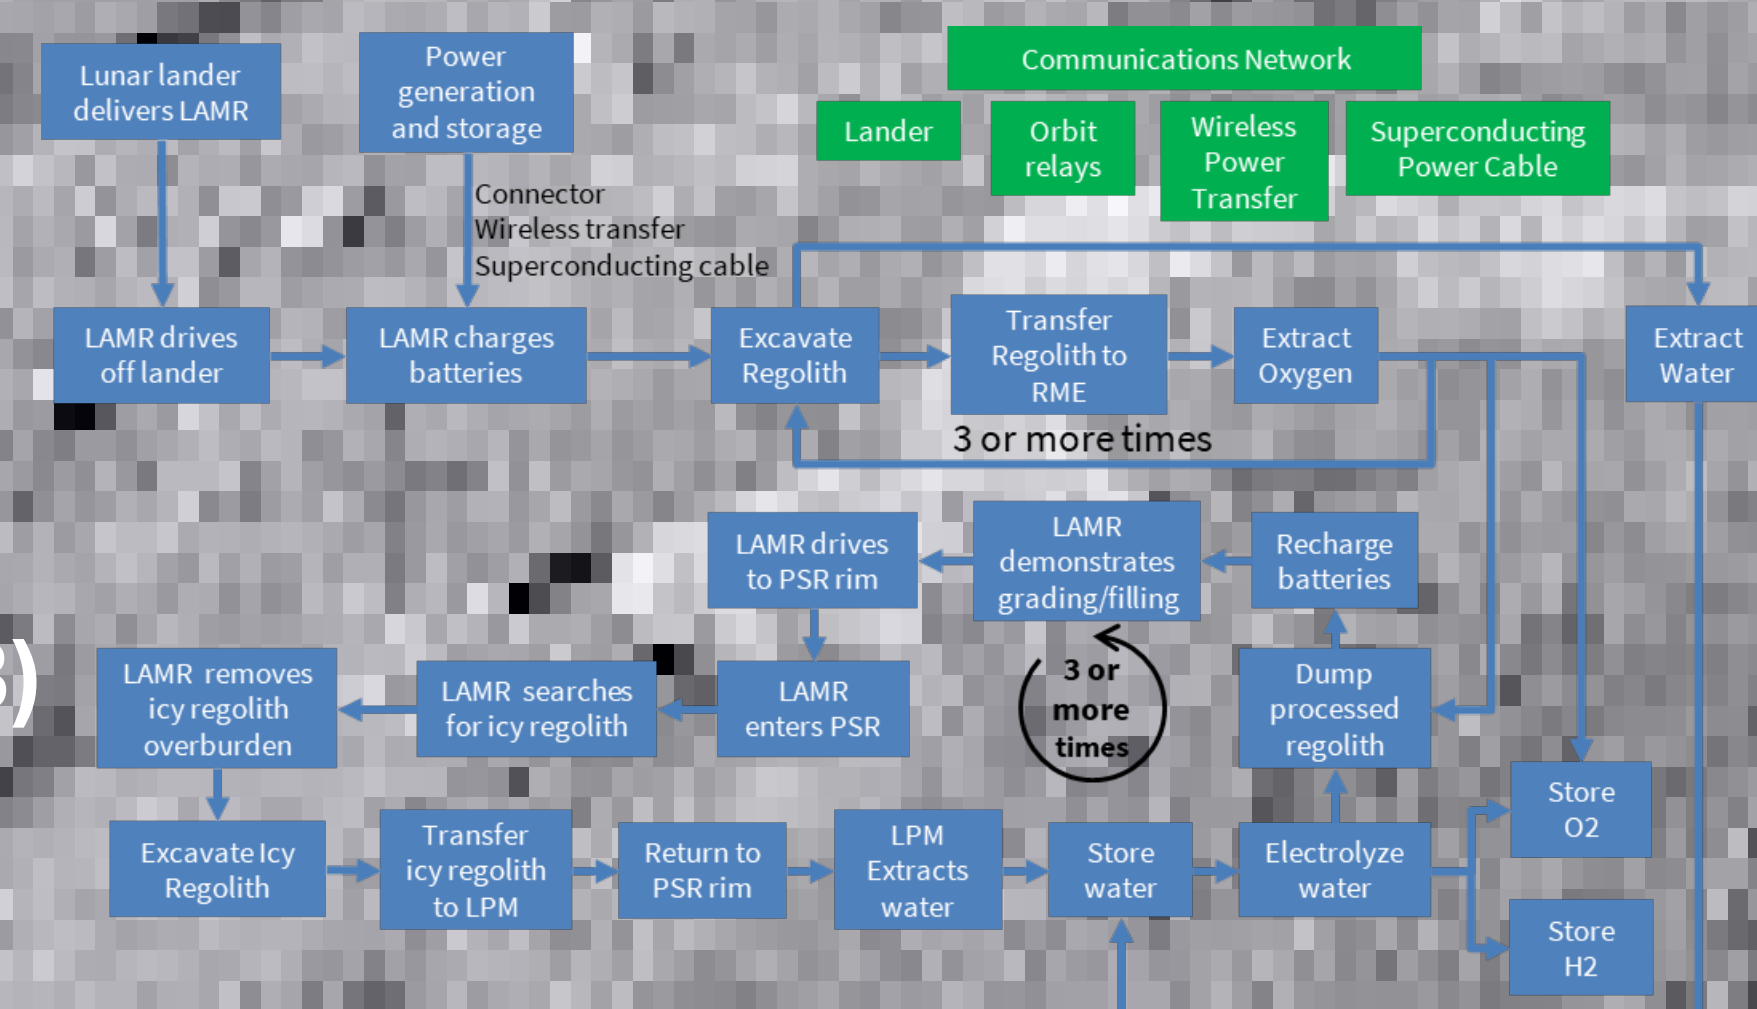 Lunar lander
delivers LAMR
Power
generation
and storage
Communications Network
Lander
Orbit
relays
Wireless
Power
Transfer
Superconducting
Power Cable
Connector
Wireless transfer
Superconducting cable
LAMR drives
off lander
LAMR charges
batteries
Excavate
Regolith
Transfer
Regolith to
RME
Extract
Oxygen
Extract
Water
3 or more times
LAMR drives
to PSR rim
LAMR
demonstrates
grading/filling
Recharge
batteries
LAMR removes
icy regolith
overburden
LAMR searches
for icy regolith
LAMR
enters PSR
3 or
more
times
Dump
processed
regolith
Store
O2
Excavate Icy
Regolith
Transfer
icy regolith
to LPM
Return to
PSR rim
LPM
Extracts
water
Store
water
Electrolyze
water
Store
H2